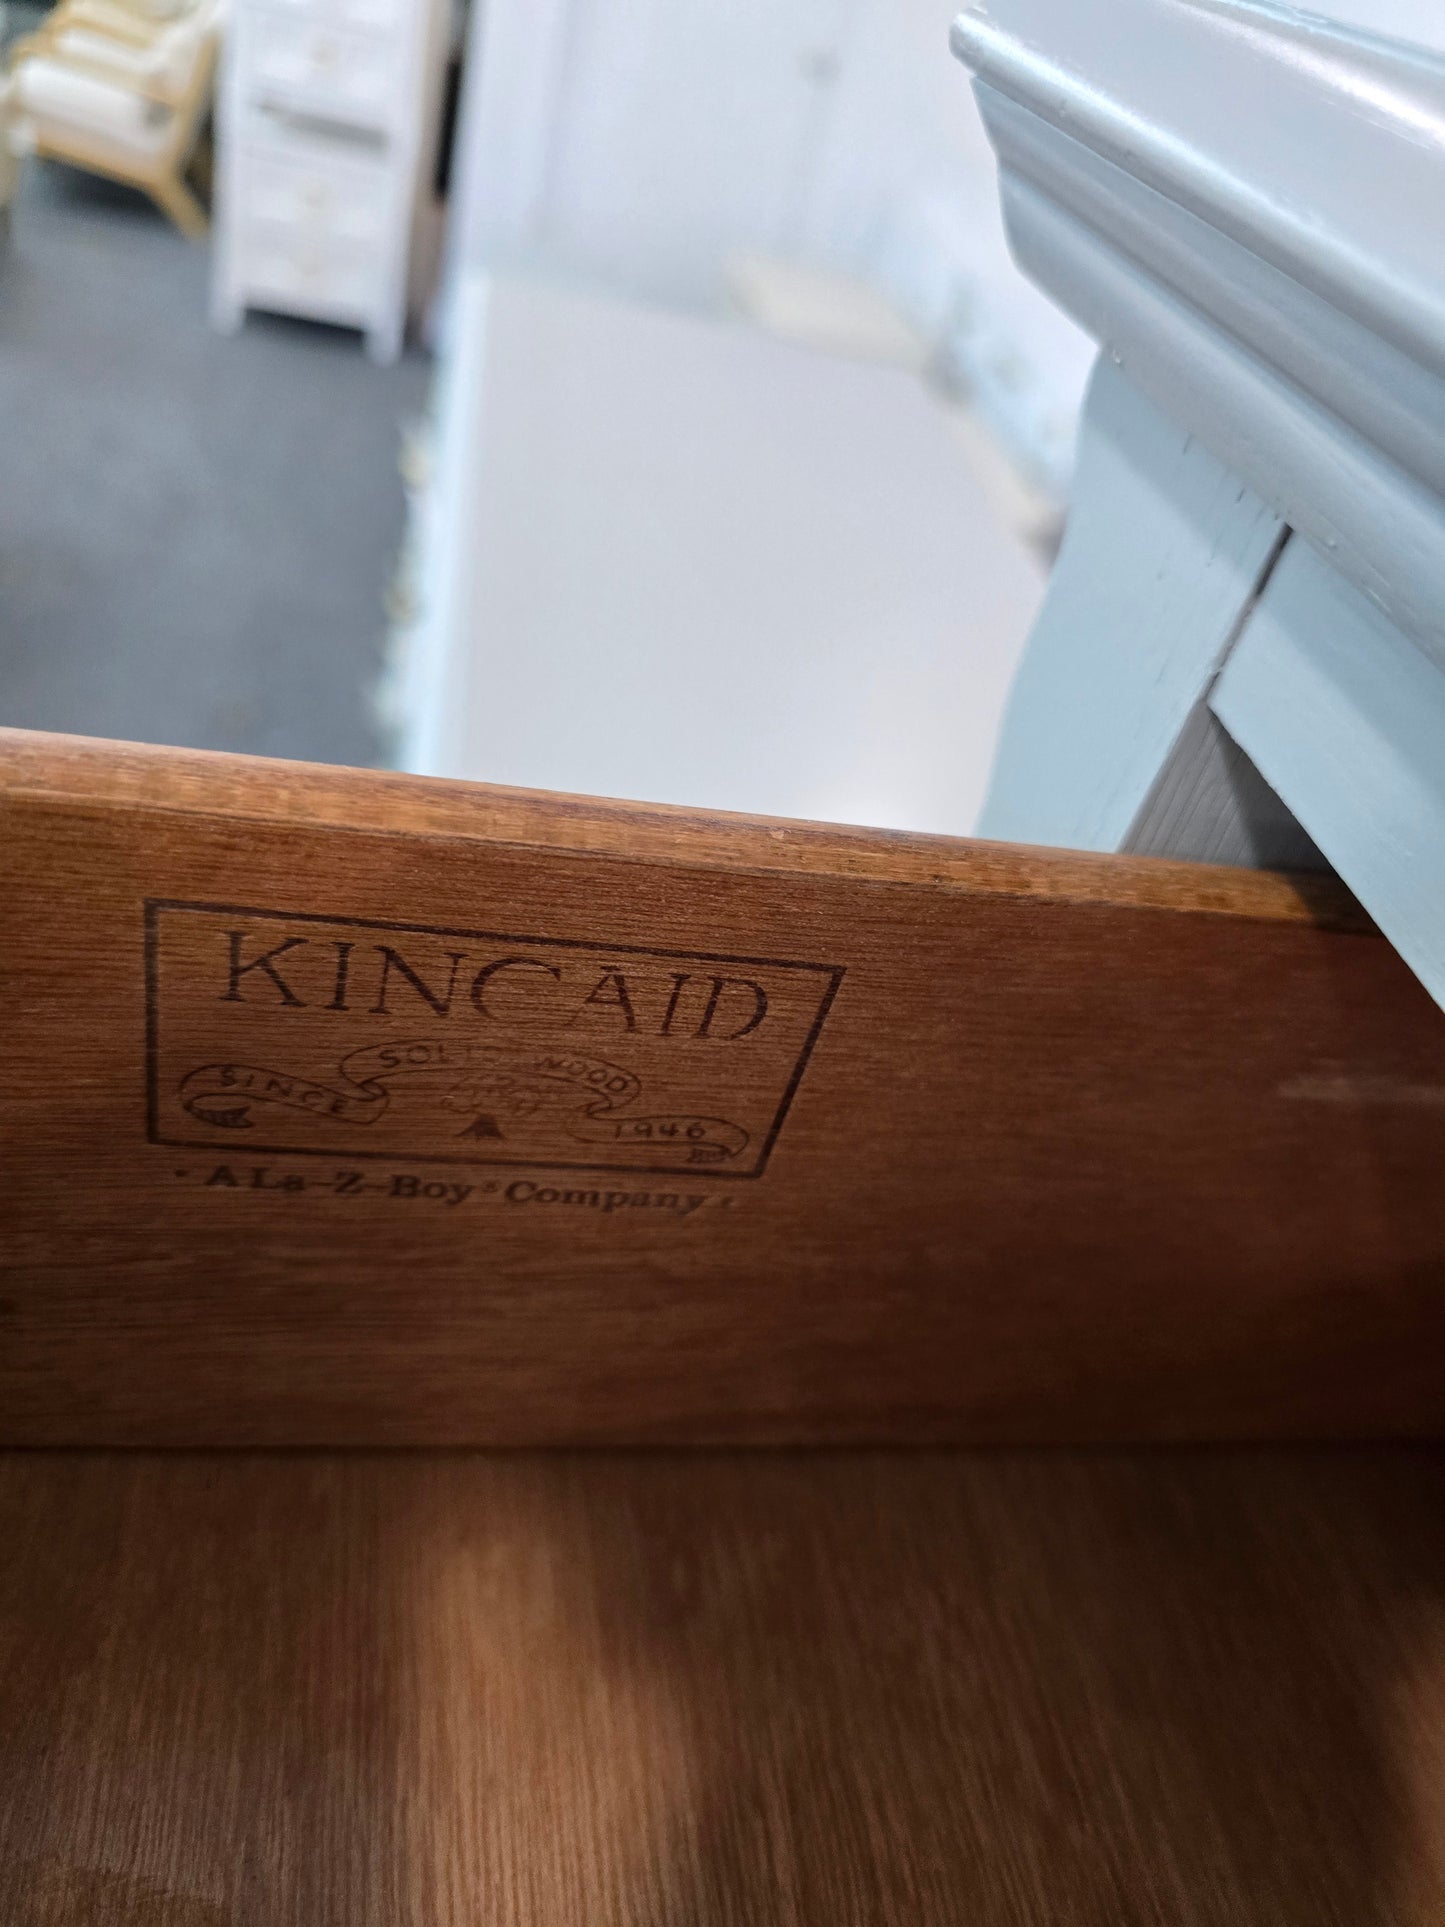 KINCAID
SINCE SOLID WOOD 1946
· A La-Z-Boy® Company ·